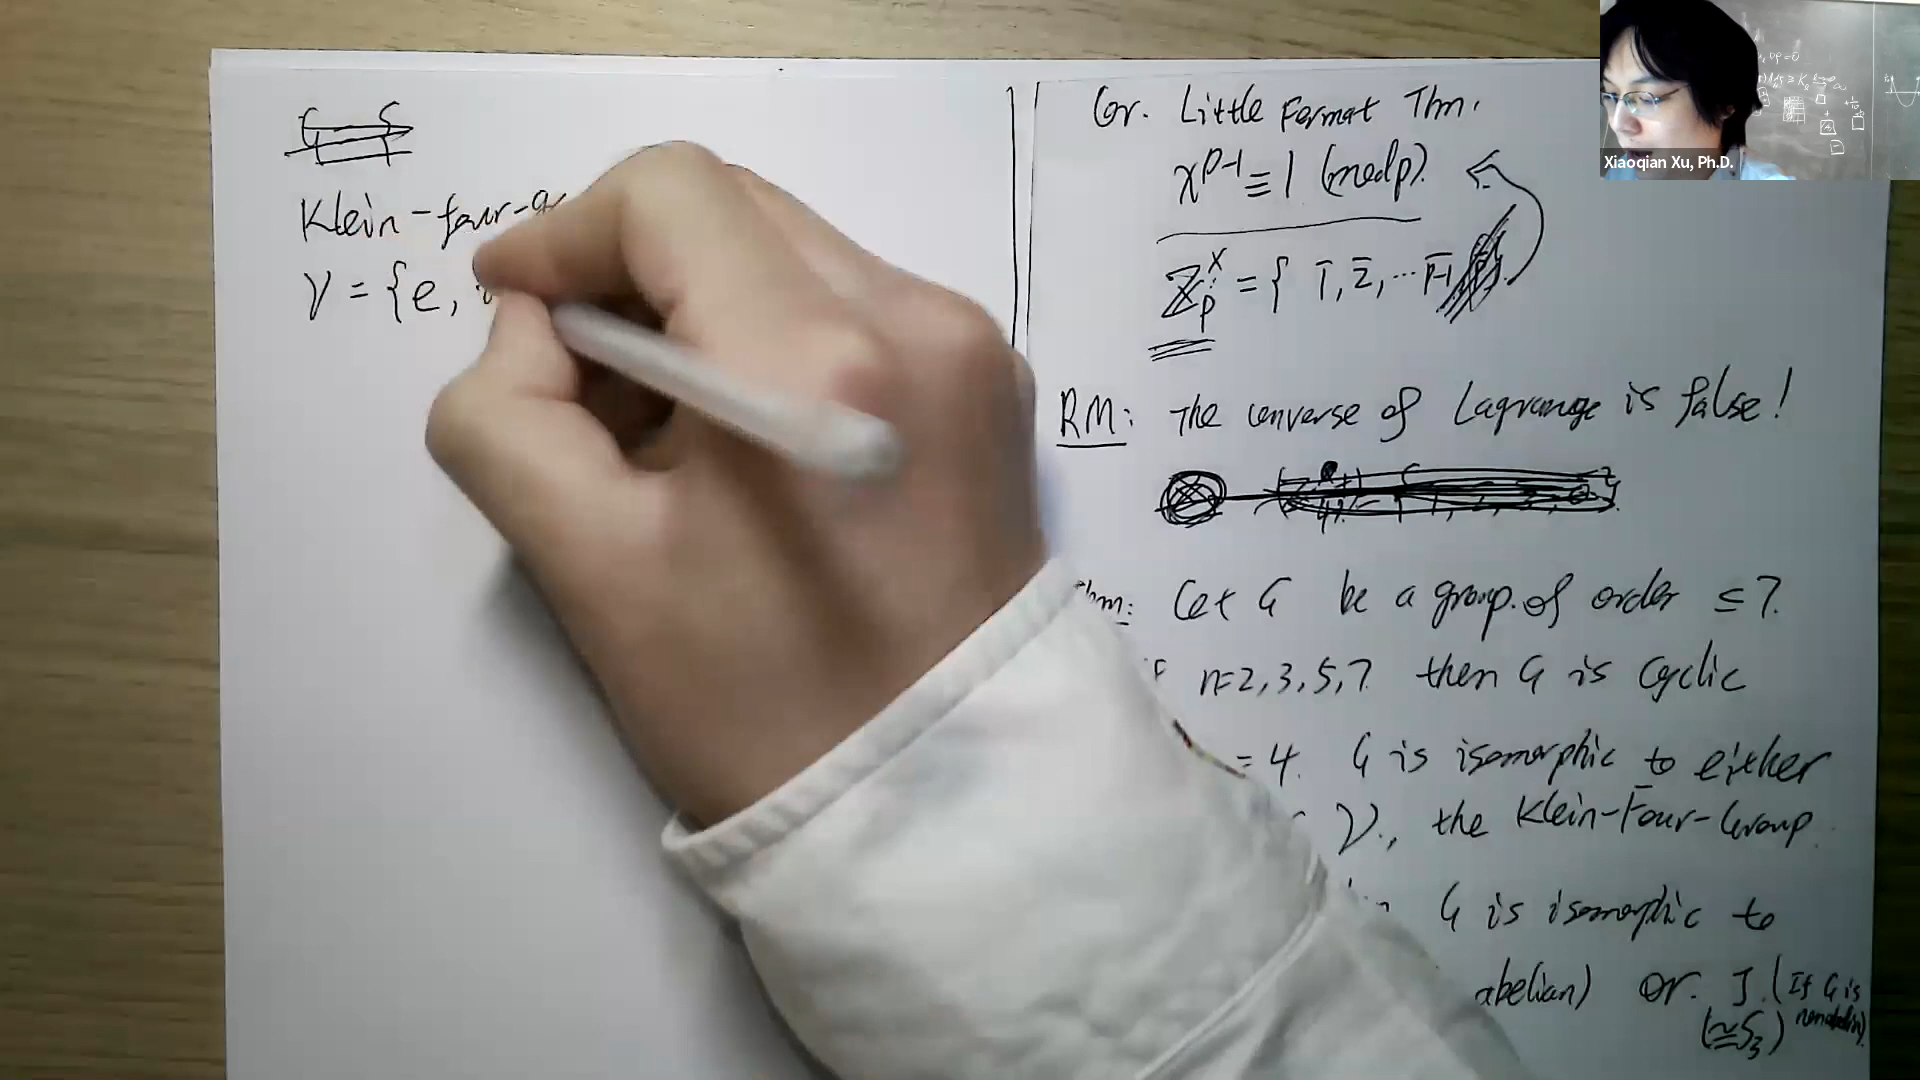 Klein-four-
V = {e,
Cor. Little Fermat Thm.
x^{p-1} ≡ 1 (mod p).
Z_p^× = { 1̄, 2̄, ... p̄-1
RM: The converse of Lagrange is false!
Thm: Let G be a group of order ≤ 7.
n=2,3,5,7. then G is Cyclic
= 4. G is isomorphic to either
V., the Klein-Four-Group.
G is isomorphic to
abelian) or. J. (If G is nonabelian)
(≃S_3)
Xiaoqian Xu, Ph.D.